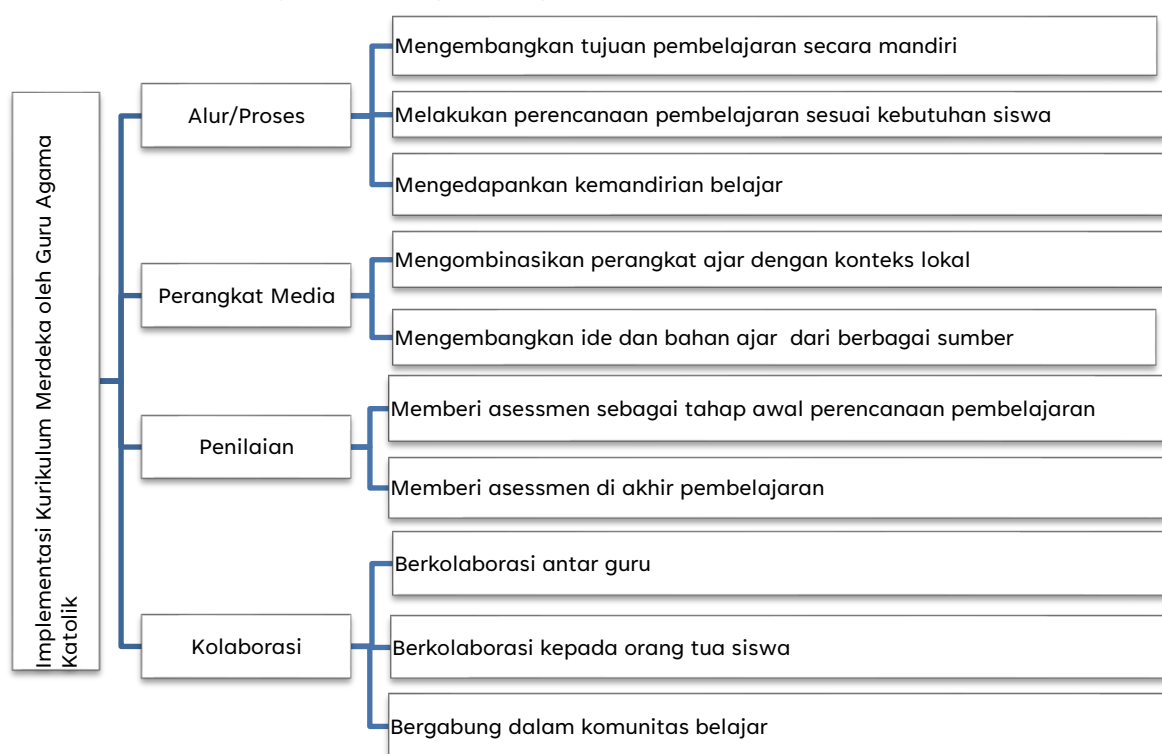 Implementasi Kurikulum Merdeka oleh Guru Agama
Katolik
Alur/Proses
Mengembangkan tujuan pembelajaran secara mandiri
Melakukan perencanaan pembelajaran sesuai kebutuhan siswa
Mengedapankan kemandirian belajar
Perangkat Media
Mengombinasikan perangkat ajar dengan konteks lokal
Mengembangkan ide dan bahan ajar dari berbagai sumber
Penilaian
Memberi asessmen sebagai tahap awal perencanaan pembelajaran
Memberi asessmen di akhir pembelajaran
Kolaborasi
Berkolaborasi antar guru
Berkolaborasi kepada orang tua siswa
Bergabung dalam komunitas belajar